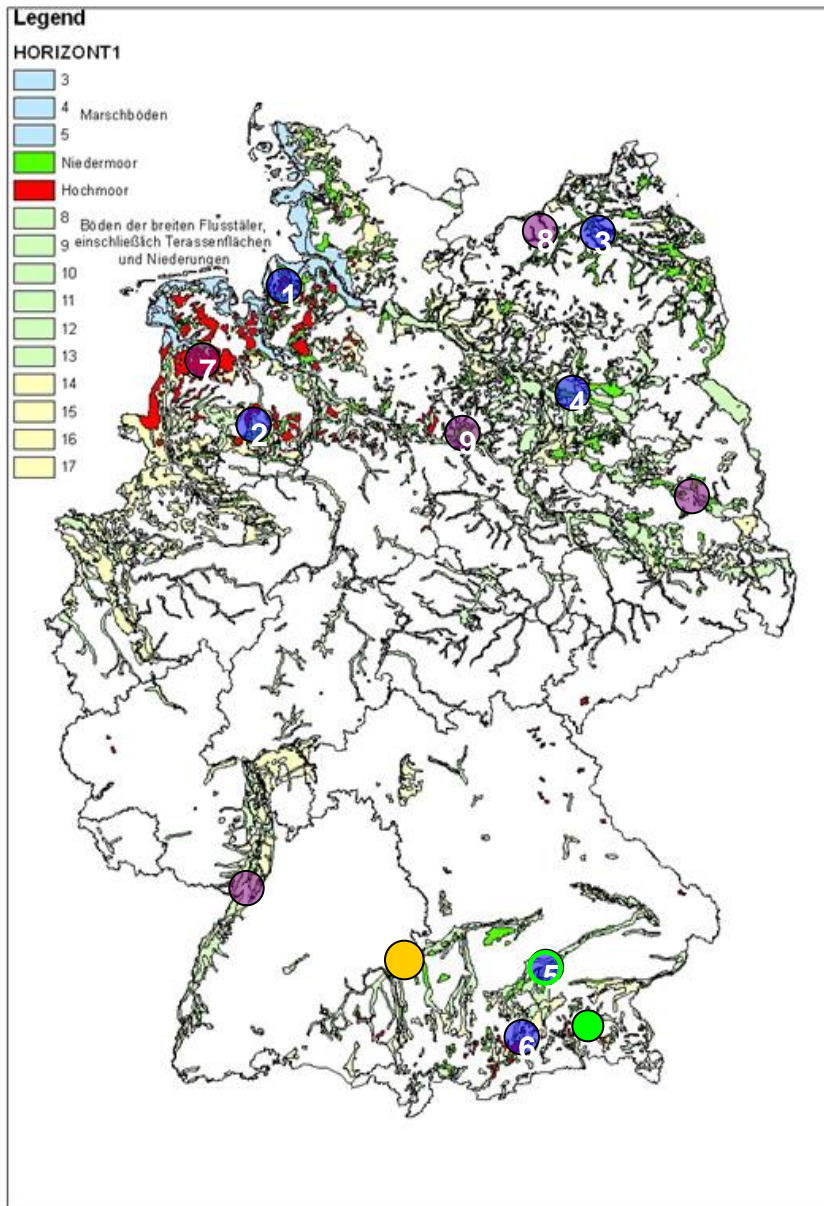 Legend
HORIZONT1
3
4 Marschböden
5
Niedermoor
Hochmoor
8 Böden der breiten Flusstäler,
9 einschließlich Terassenflächen
10 und Niederungen
11
12
13
14
15
16
17
8
3
1
7
4
2
9
5
6